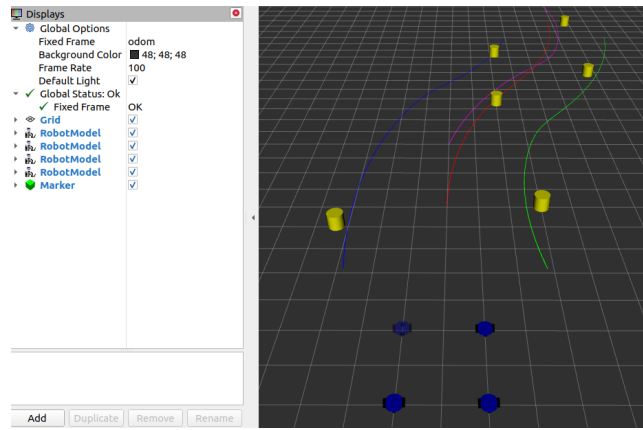 Displays
Global Options
Fixed Frame odom
Background Color 48; 48; 48
Frame Rate 100
Default Light
Global Status: Ok
Fixed Frame OK
Grid
RobotModel
RobotModel
RobotModel
RobotModel
Marker
Add Duplicate Remove Rename